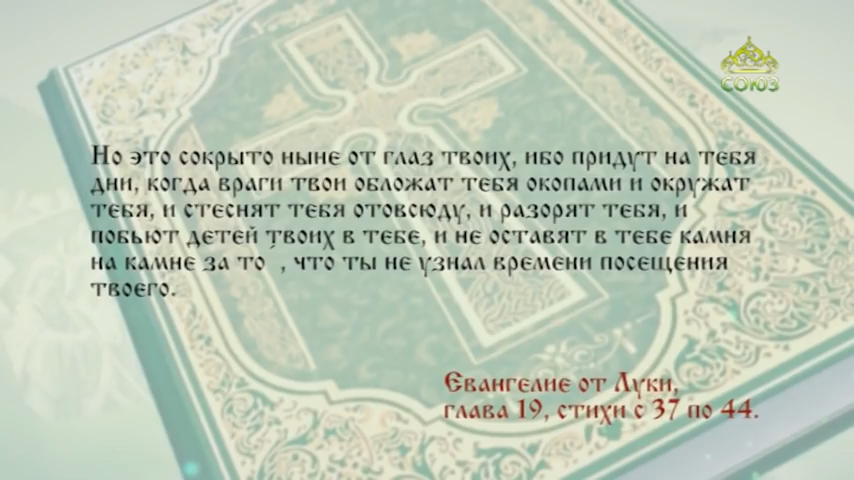 СОЮЗ
Но это сокрыто ныне от глаз твоих, ибо придут на тебя
дни, когда враги твои обложат тебя окопами и окружат
тебя, и стеснят тебя отовсюду, и разорят тебя, и
побьют детей твоих в тебе, и не оставят в тебе камня
на камне за то´, что ты не узнал времени посещения
твоего.
Евангелие от Луки,
глава 19, стихи с 37 по 44.